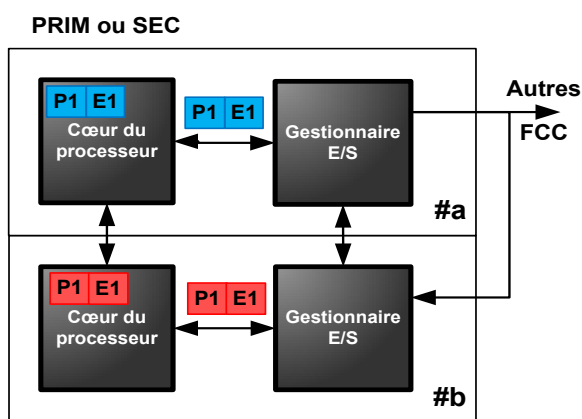 PRIM ou SEC
P1 E1
Cœur du
processeur
P1 E1
Gestionnaire
E/S
Autres
FCC
#a
P1 E1
Cœur du
processeur
P1 E1
Gestionnaire
E/S
#b